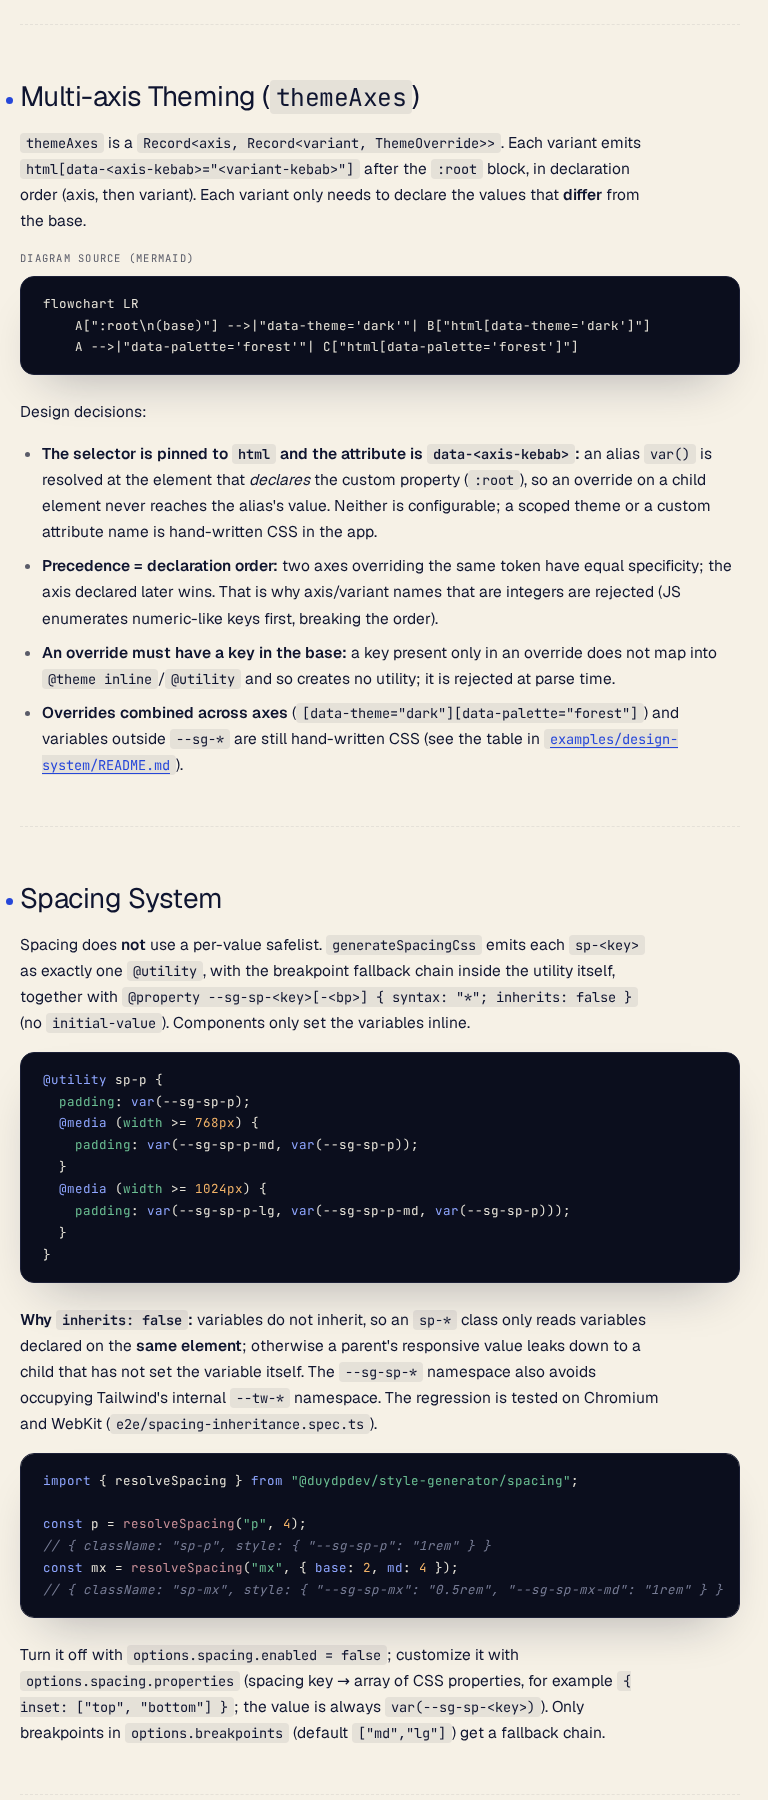 Multi-axis Theming (themeAxes)
themeAxes is a Record<axis, Record<variant, ThemeOverride>>. Each variant emits
html[data-<axis-kebab>="<variant-kebab>"] after the :root block, in declaration
order (axis, then variant). Each variant only needs to declare the values that differ from
the base.
DIAGRAM SOURCE (MERMAID)
flowchart LR
    A[":root\n(base)"] -->|"data-theme='dark'"| B["html[data-theme='dark']"]
    A -->|"data-palette='forest'"| C["html[data-palette='forest']"]
Design decisions:
• The selector is pinned to html and the attribute is data-<axis-kebab>: an alias var() is
resolved at the element that declares the custom property (:root), so an override on a child
element never reaches the alias's value. Neither is configurable; a scoped theme or a custom
attribute name is hand-written CSS in the app.
• Precedence = declaration order: two axes overriding the same token have equal specificity; the
axis declared later wins. That is why axis/variant names that are integers are rejected (JS
enumerates numeric-like keys first, breaking the order).
• An override must have a key in the base: a key present only in an override does not map into
@theme inline/@utility and so creates no utility; it is rejected at parse time.
• Overrides combined across axes ([data-theme="dark"][data-palette="forest"]) and
variables outside --sg-* are still hand-written CSS (see the table in examples/design-
system/README.md).
Spacing System
Spacing does not use a per-value safelist. generateSpacingCss emits each sp-<key>
as exactly one @utility, with the breakpoint fallback chain inside the utility itself,
together with @property --sg-sp-<key>[-<bp>] { syntax: "*"; inherits: false }
(no initial-value). Components only set the variables inline.
@utility sp-p {
  padding: var(--sg-sp-p);
  @media (width >= 768px) {
    padding: var(--sg-sp-p-md, var(--sg-sp-p));
  }
  @media (width >= 1024px) {
    padding: var(--sg-sp-p-lg, var(--sg-sp-p-md, var(--sg-sp-p)));
  }
}
Why inherits: false: variables do not inherit, so an sp-* class only reads variables
declared on the same element; otherwise a parent's responsive value leaks down to a
child that has not set the variable itself. The --sg-sp-* namespace also avoids
occupying Tailwind's internal --tw-* namespace. The regression is tested on Chromium
and WebKit (e2e/spacing-inheritance.spec.ts).
import { resolveSpacing } from "@duydpdev/style-generator/spacing";

const p = resolveSpacing("p", 4);
// { className: "sp-p", style: { "--sg-sp-p": "1rem" } }
const mx = resolveSpacing("mx", { base: 2, md: 4 });
// { className: "sp-mx", style: { "--sg-sp-mx": "0.5rem", "--sg-sp-mx-md": "1rem" } }
Turn it off with options.spacing.enabled = false; customize it with
options.spacing.properties (spacing key → array of CSS properties, for example {
inset: ["top", "bottom"] }; the value is always var(--sg-sp-<key>)). Only
breakpoints in options.breakpoints (default ["md","lg"]) get a fallback chain.